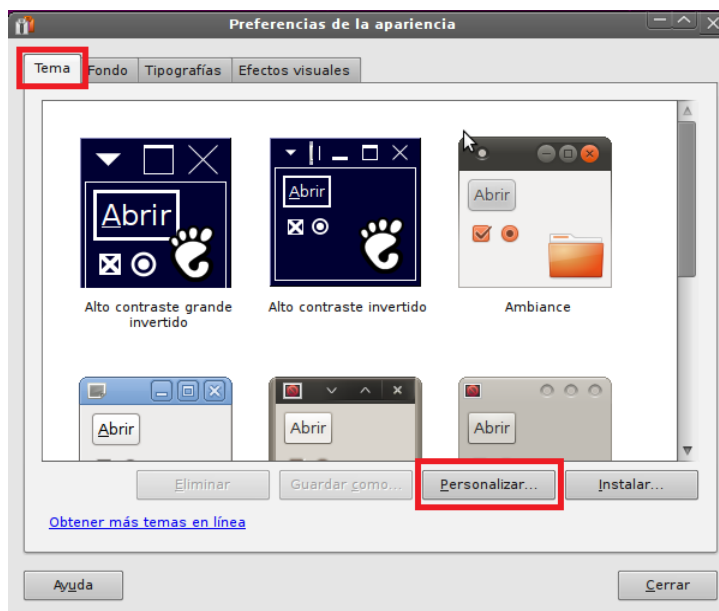 Preferencias de la apariencia
Tema Fondo Tipografías Efectos visuales
Abrir
Abrir
Abrir
Alto contraste grande
invertido
Alto contraste invertido
Ambiance
Abrir
Abrir
Abrir
Eliminar Guardar como... Personalizar... Instalar...
Obtener más temas en línea
Ayuda Cerrar